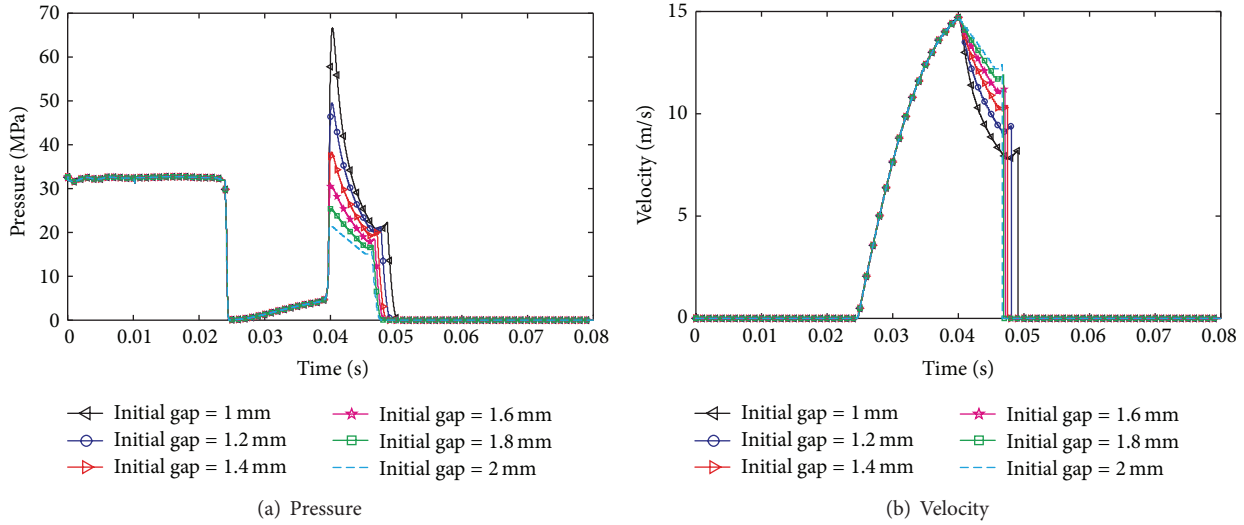 70
60
50
40
30
20
10
0
Pressure (MPa)
0 0.01 0.02 0.03 0.04 0.05 0.06 0.07 0.08
Time (s)
Initial gap = 1 mm
Initial gap = 1.2 mm
Initial gap = 1.4 mm
Initial gap = 1.6 mm
Initial gap = 1.8 mm
Initial gap = 2 mm
(a) Pressure
15
10
5
0
Velocity (m/s)
0 0.01 0.02 0.03 0.04 0.05 0.06 0.07 0.08
Time (s)
Initial gap = 1 mm
Initial gap = 1.2 mm
Initial gap = 1.4 mm
Initial gap = 1.6 mm
Initial gap = 1.8 mm
Initial gap = 2 mm
(b) Velocity